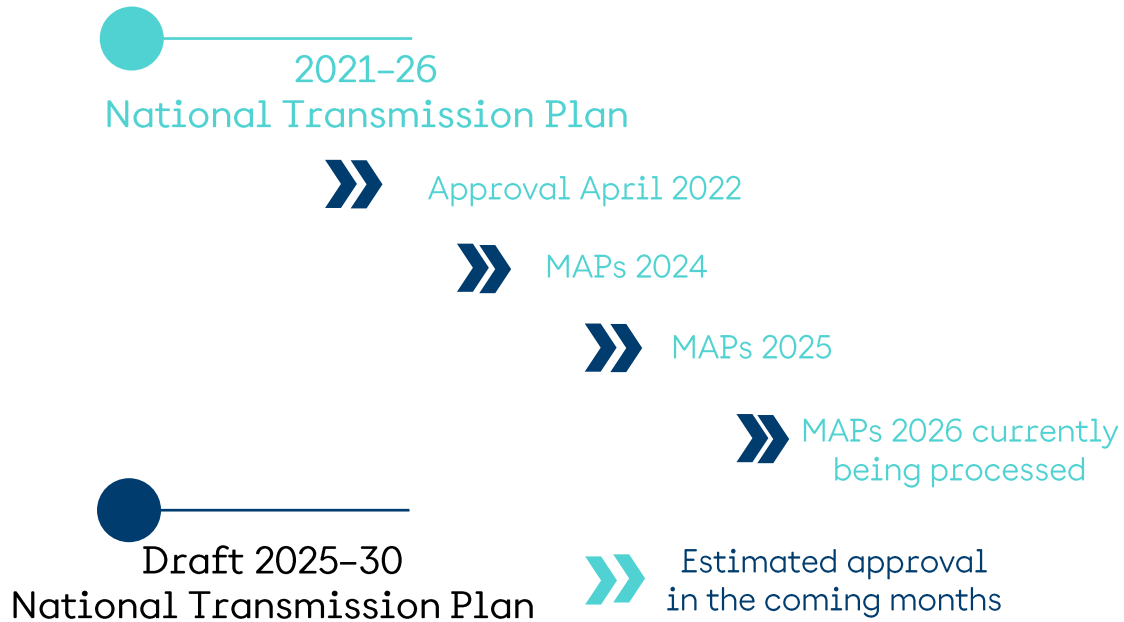 2021–26
National Transmission Plan
Approval April 2022
MAPs 2024
MAPs 2025
MAPs 2026 currently
being processed
Draft 2025–30
National Transmission Plan
Estimated approval
in the coming months